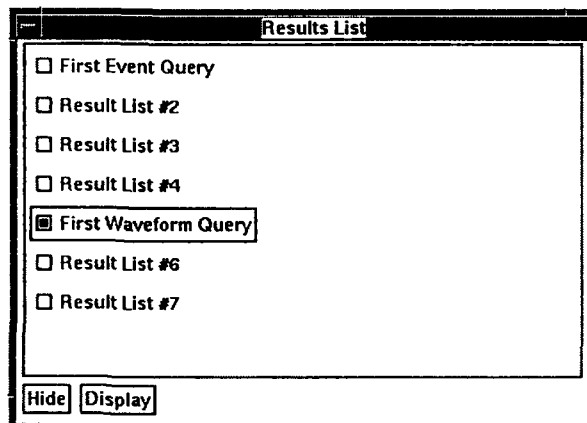 Results List
First Event Query
Result List #2
Result List #3
Result List #4
First Waveform Query
Result List #6
Result List #7
Hide Display